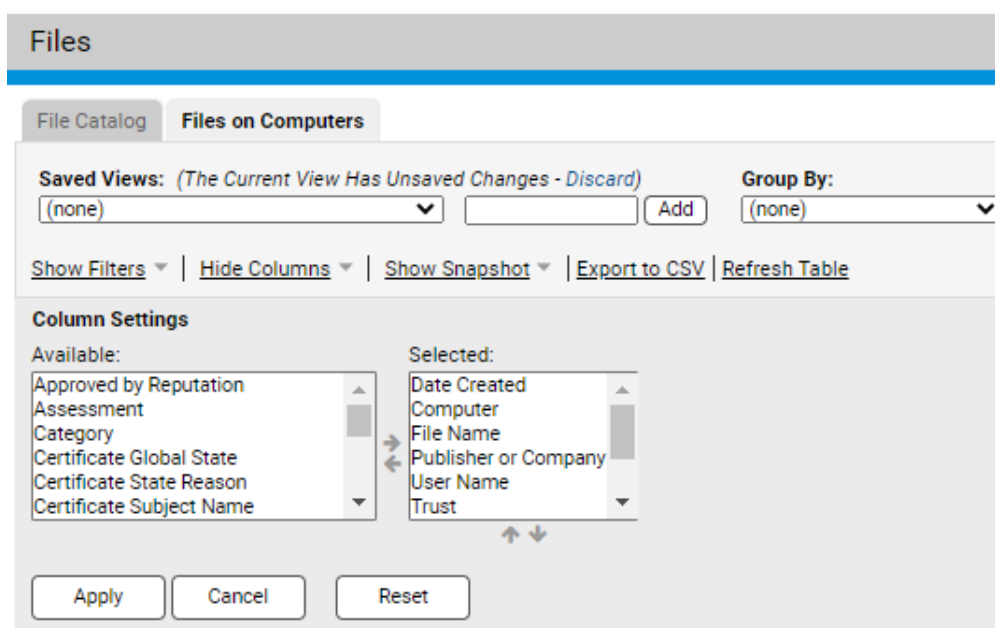 Files
File Catalog Files on Computers
Saved Views: (The Current View Has Unsaved Changes - Discard) Group By:
(none) Add (none)
Show Filters | Hide Columns | Show Snapshot | Export to CSV | Refresh Table
Column Settings
Available: Selected:
Approved by Reputation Date Created
Assessment Computer
Category File Name
Certificate Global State Publisher or Company
Certificate State Reason User Name
Certificate Subject Name Trust
Apply Cancel Reset